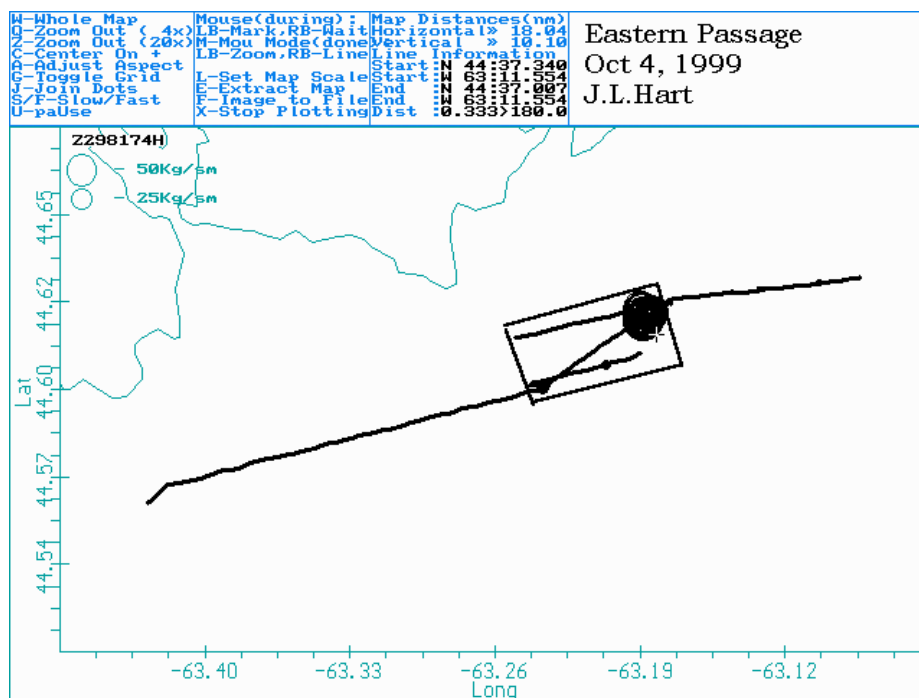 W-Whole Map
Q-Zoom Out ( 4x)
Z-Zoom Out (20x)
C-Center On +
A-Adjust Aspect
G-Toggle Grid
J-Join Dots
S/F-Slow/Fast
U-paUse
Mouse(during):
LB-Mark,RB-Wait
M-Mou Mode(done)
LB-Zoom,RB-Line
L-Set Map Scale
E-Extract Map
F-Image to File
X-Stop Plotting
Map Distances(nm)
Horizontal» 18.04
Vertical » 10.10
Line Information
Start:N 44:37.340
Start:W 63:11.554
End :N 44:37.007
End :W 63:11.554
Dist :0.333>180.0
Eastern Passage
Oct 4, 1999
J.L.Hart
ZZ98174H
- 50Kg/sm
- 25Kg/sm
44.65
44.62
44.60
44.57
44.54
Lat
-63.40
-63.33
-63.26
-63.19
-63.12
Long